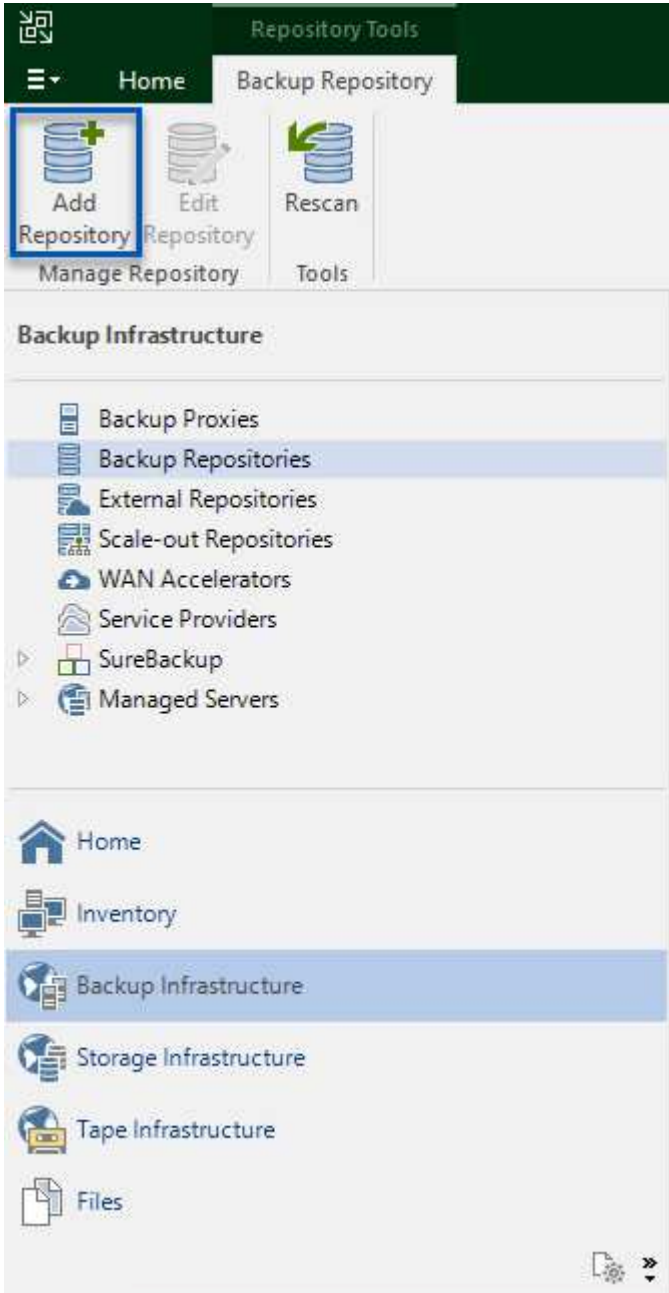 Repository Tools
Home Backup Repository
Add Edit Rescan
Repository Repository
Manage Repository Tools
Backup Infrastructure
Backup Proxies
Backup Repositories
External Repositories
Scale-out Repositories
WAN Accelerators
Service Providers
SureBackup
Managed Servers
Home
Inventory
Backup Infrastructure
Storage Infrastructure
Tape Infrastructure
Files